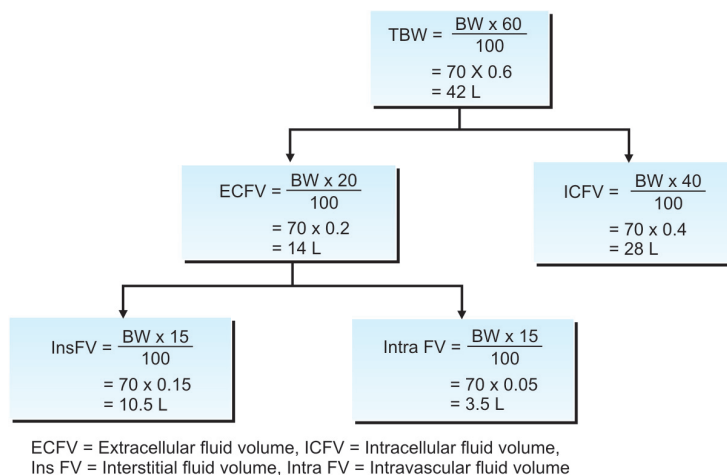 TBW = BW x 60
100
= 70 X 0.6
= 42 L
ECFV = BW x 20
100
= 70 x 0.2
= 14 L
ICFV = BW x 40
100
= 70 x 0.4
= 28 L
InsFV = BW x 15
100
= 70 x 0.15
= 10.5 L
Intra FV = BW x 15
100
= 70 x 0.05
= 3.5 L
ECFV = Extracellular fluid volume, ICFV = Intracellular fluid volume,
Ins FV = Interstitial fluid volume, Intra FV = Intravascular fluid volume